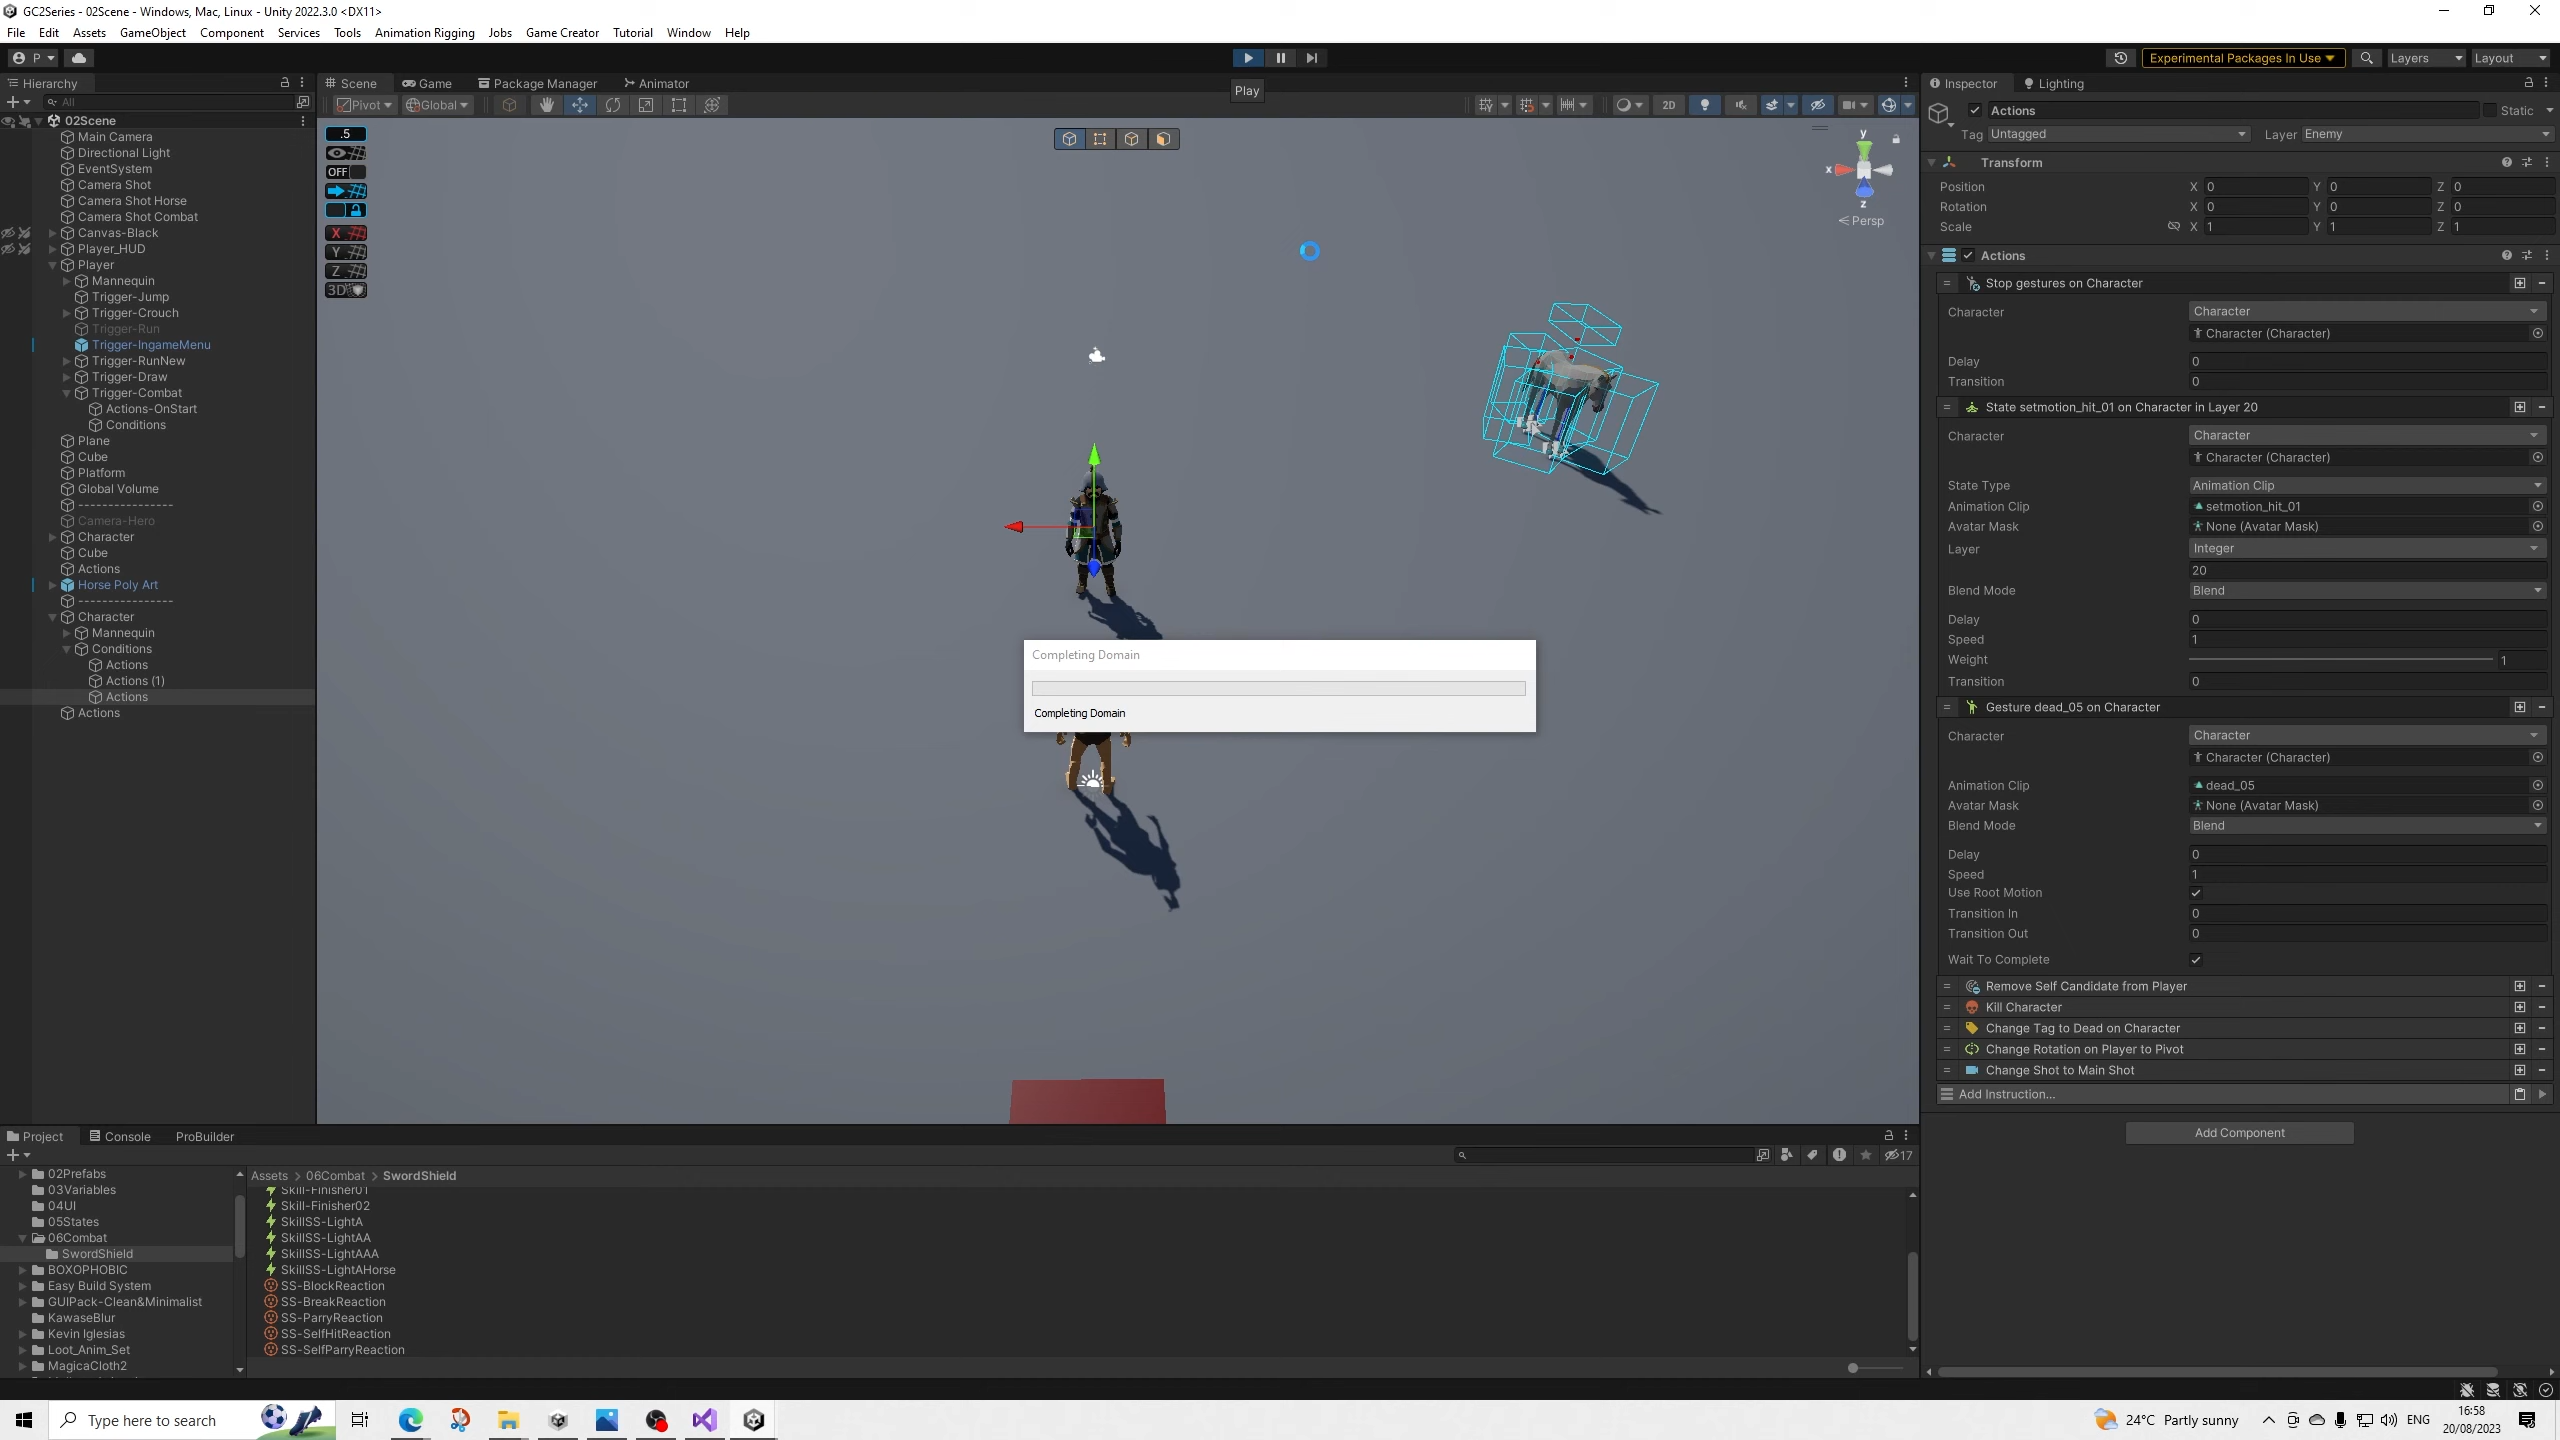 GC2Series - 02Scene - Windows, Mac, Linux - Unity 2022.3.0 <DX11>
File Edit Assets GameObject Component Services Tools Animation Rigging Jobs Game Creator Tutorial Window Help
P Experimental Packages In Use Layers Layout
Play
Hierarchy
All
02Scene
Main Camera
Directional Light
EventSystem
Camera Shot
Camera Shot Horse
Camera Shot Combat
Canvas-Black
Player_HUD
Player
Mannequin
Trigger-Jump
Trigger-Crouch
Trigger-Run
Trigger-IngameMenu
Trigger-RunNew
Trigger-Draw
Trigger-Combat
Actions-OnStart
Conditions
Plane
Cube
Platform
Global Volume
----------------
Camera-Hero
Character
Cube
Actions
Horse Poly Art
----------------
Character
Mannequin
Conditions
Actions
Actions (1)
Actions
Actions
Scene Game Package Manager Animator
Pivot Global 2D
.5
OFF
X
Y
Z
3D
y
x
z
Persp
Completing Domain
Completing Domain
Inspector Lighting
Actions Static
Tag Untagged Layer Enemy
Transform
Position X 0 Y 0 Z 0
Rotation X 0 Y 0 Z 0
Scale X 1 Y 1 Z 1
Actions
Stop gestures on Character
Character Character
Character (Character)
Delay 0
Transition 0
State setmotion_hit_01 on Character in Layer 20
Character Character
Character (Character)
State Type Animation Clip
Animation Clip setmotion_hit_01
Avatar Mask None (Avatar Mask)
Layer Integer
20
Blend Mode Blend
Delay 0
Speed 1
Weight 1
Transition 0
Gesture dead_05 on Character
Character Character
Character (Character)
Animation Clip dead_05
Avatar Mask None (Avatar Mask)
Blend Mode Blend
Delay 0
Speed 1
Use Root Motion
Transition In 0
Transition Out 0
Wait To Complete
Remove Self Candidate from Player
Kill Character
Change Tag to Dead on Character
Change Rotation on Player to Pivot
Change Shot to Main Shot
Add Instruction...
Add Component
Project Console ProBuilder
17
02Prefabs
03Variables
04UI
05States
06Combat
SwordShield
BOXOPHOBIC
Easy Build System
GUIPack-Clean&Minimalist
KawaseBlur
Kevin Iglesias
Loot_Anim_Set
MagicaCloth2
Assets > 06Combat > SwordShield
Skill-Finisher01
Skill-Finisher02
SkillSS-LightA
SkillSS-LightAA
SkillSS-LightAAA
SkillSS-LightAHorse
SS-BlockReaction
SS-BreakReaction
SS-ParryReaction
SS-SelfHitReaction
SS-SelfParryReaction
Type here to search
24°C Partly sunny
ENG
16:58
20/08/2023